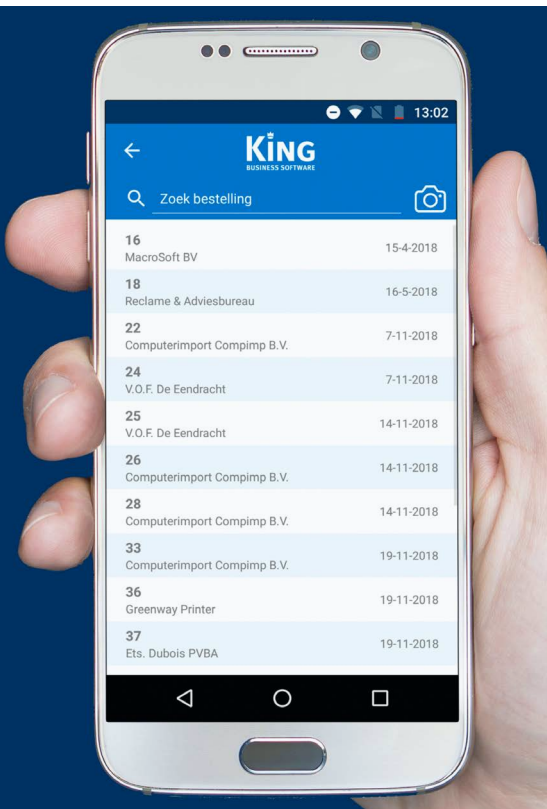 13:02
KING
BUSINESS SOFTWARE
Zoek bestelling
16
MacroSoft BV
15-4-2018
18
Reclame & Adviesbureau
16-5-2018
22
Computerimport Compimp B.V.
7-11-2018
24
V.O.F. De Eendracht
7-11-2018
25
V.O.F. De Eendracht
14-11-2018
26
Computerimport Compimp B.V.
14-11-2018
28
Computerimport Compimp B.V.
14-11-2018
33
Computerimport Compimp B.V.
19-11-2018
36
Greenway Printer
19-11-2018
37
Ets. Dubois PVBA
19-11-2018